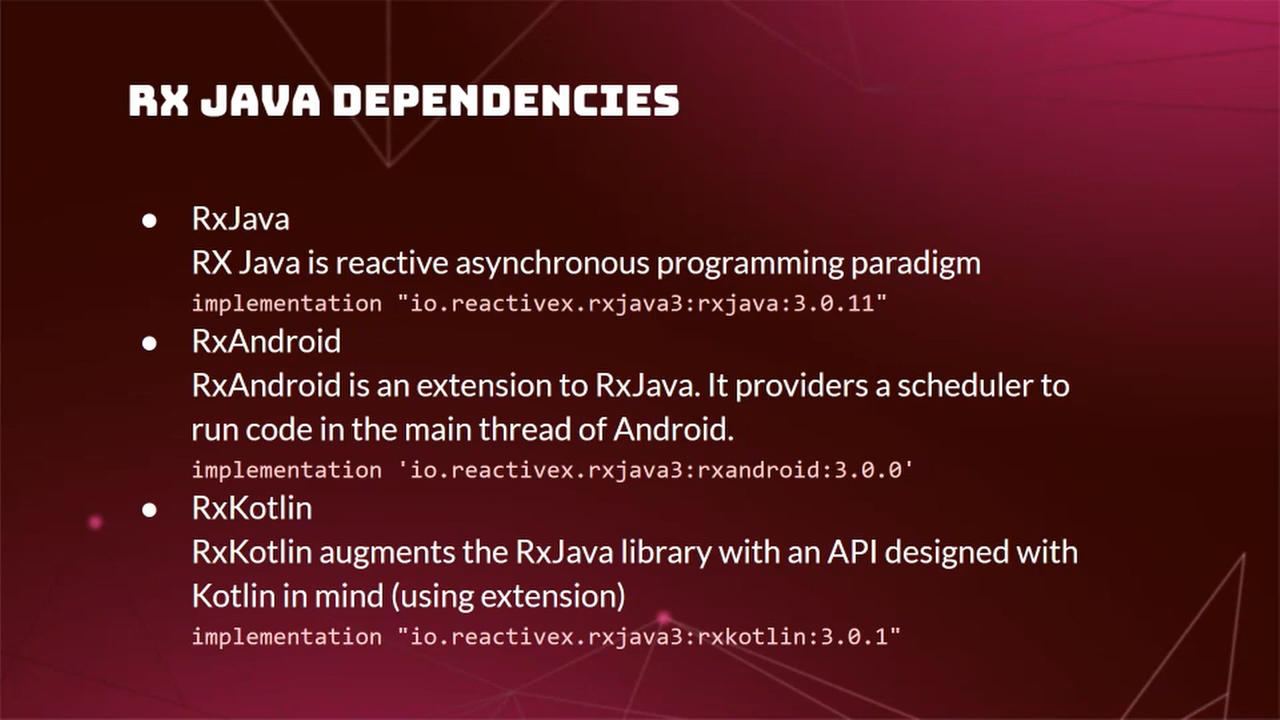 RX JAVA DEPENDENCIES
● RxJava
RX Java is reactive asynchronous programming paradigm
implementation "io.reactivex.rxjava3:rxjava:3.0.11"
● RxAndroid
RxAndroid is an extension to RxJava. It providers a scheduler to
run code in the main thread of Android.
implementation 'io.reactivex.rxjava3:rxandroid:3.0.0'
● RxKotlin
RxKotlin augments the RxJava library with an API designed with
Kotlin in mind (using extension)
implementation "io.reactivex.rxjava3:rxkotlin:3.0.1"